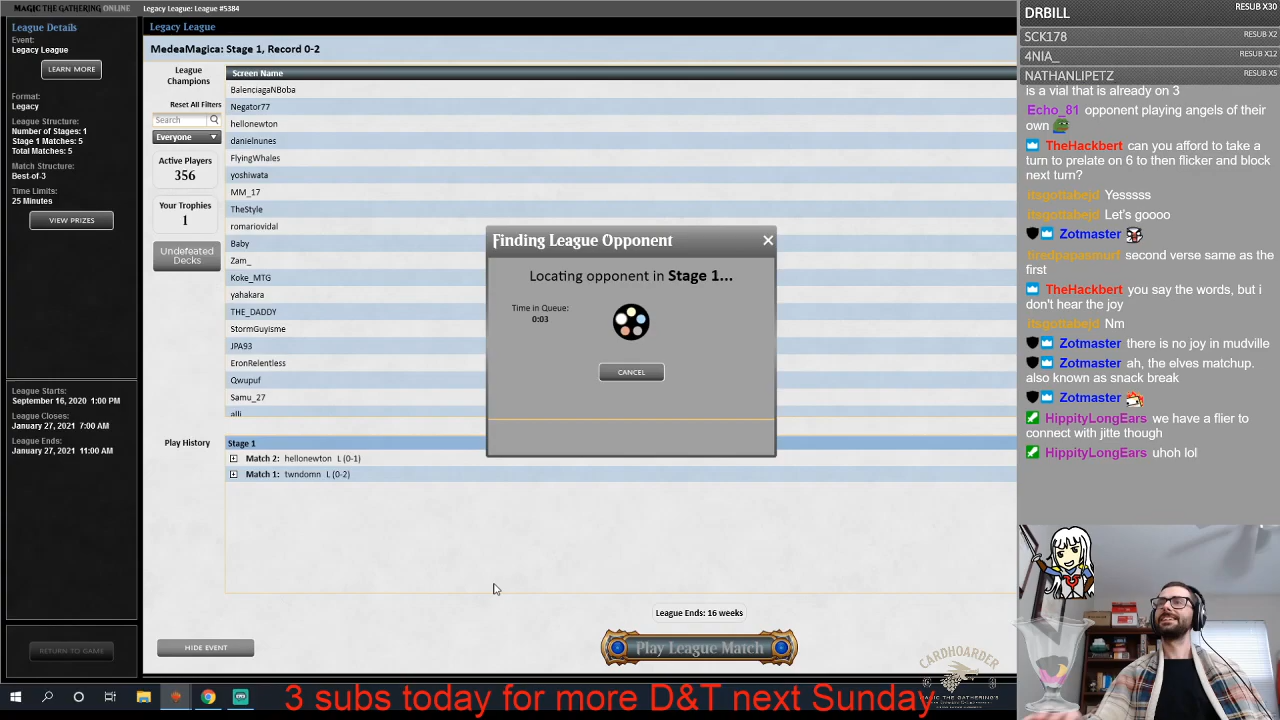 MAGIC THE GATHERING ONLINE
Legacy League: League #5384
League Details
Event:
Legacy League
LEARN MORE
Format:
Legacy
League Structure:
Number of Stages: 1
Stage 1 Matches: 5
Total Matches: 5
Match Structure:
Best-of-3
Time Limits:
25 Minutes
VIEW PRIZES
League Starts:
September 16, 2020 1:00 PM
League Closes:
January 27, 2021 7:00 AM
League Ends:
January 27, 2021 11:00 AM
RETURN TO GAME
Legacy League
MedeaMagica: Stage 1, Record 0-2
League Champions
Reset All Filters
Search
Everyone
Active Players
356
Your Trophies
1
Undefeated Decks
Screen Name
BalenciagaNBoba
Negator77
hellonewton
danielnunes
FlyingWhales
yoshiwata
MM_17
TheStyle
romariovidal
Baby
Zam_
Koke_MTG
yahakara
THE_DADDY
StormGuyisme
JPA93
EronRelentless
Qwupuf
Samu_27
alli
Finding League Opponent
Locating opponent in Stage 1...
Time in Queue:
0:03
CANCEL
Play History
Stage 1
Match 2: hellonewton L (0-1)
Match 1: twndomn L (0-2)
League Ends: 16 weeks
HIDE EVENT
Play League Match
CARDHOARDER
MAGIC THE GATHERING'S
3 subs today for more D&T next Sunday
DRBILL RESUB X30
SCK178 RESUB X2
4NIA_ RESUB X12
NATHANLIPETZ RESUB X5
is a vial that is already on 3
Echo_81 opponent playing angels of their
own
TheHackbert can you afford to take a
turn to prelate on 6 to then flicker and block
next turn?
itsgottabejd Yesssss
itsgottabejd Let's goooo
Zotmaster
tiredpapasmurf second verse same as the
first
TheHackbert you say the words, but i
don't hear the joy
itsgottabejd Nm
Zotmaster there is no joy in mudville
Zotmaster ah, the elves matchup.
also known as snack break
Zotmaster
HippityLongEars we have a flier to
connect with jitte though
HippityLongEars uhoh lol